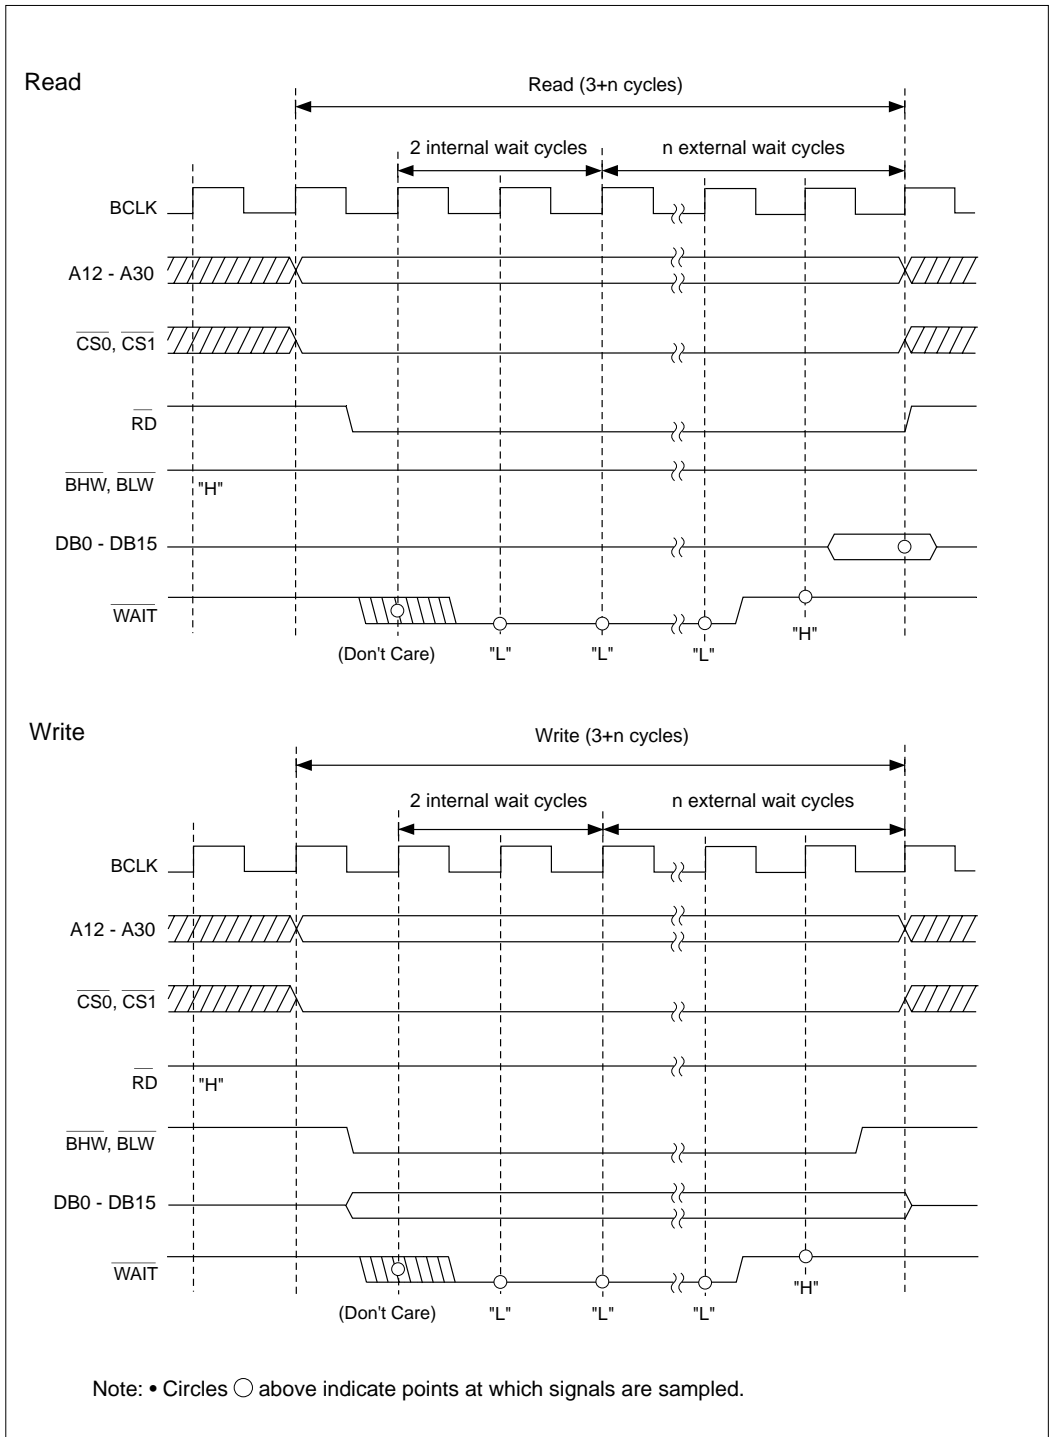 Read
Read (3+n cycles)
2 internal wait cycles n external wait cycles
BCLK
A12 - A30
CS0, CS1
RD
BHW, BLW "H"
DB0 - DB15
WAIT
"H"
(Don't Care) "L" "L" "L"
Write
Write (3+n cycles)
2 internal wait cycles n external wait cycles
BCLK
A12 - A30
CS0, CS1
RD "H"
BHW, BLW
DB0 - DB15
WAIT
"H"
(Don't Care) "L" "L" "L"
Note: • Circles ○ above indicate points at which signals are sampled.